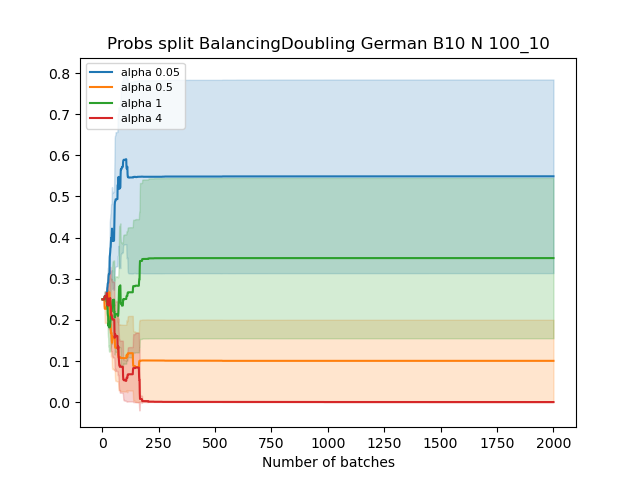 Probs split BalancingDoubling German B10 N 100_10
alpha 0.05
alpha 0.5
alpha 1
alpha 4
0.8
0.7
0.6
0.5
0.4
0.3
0.2
0.1
0.0
0 250 500 750 1000 1250 1500 1750 2000
Number of batches